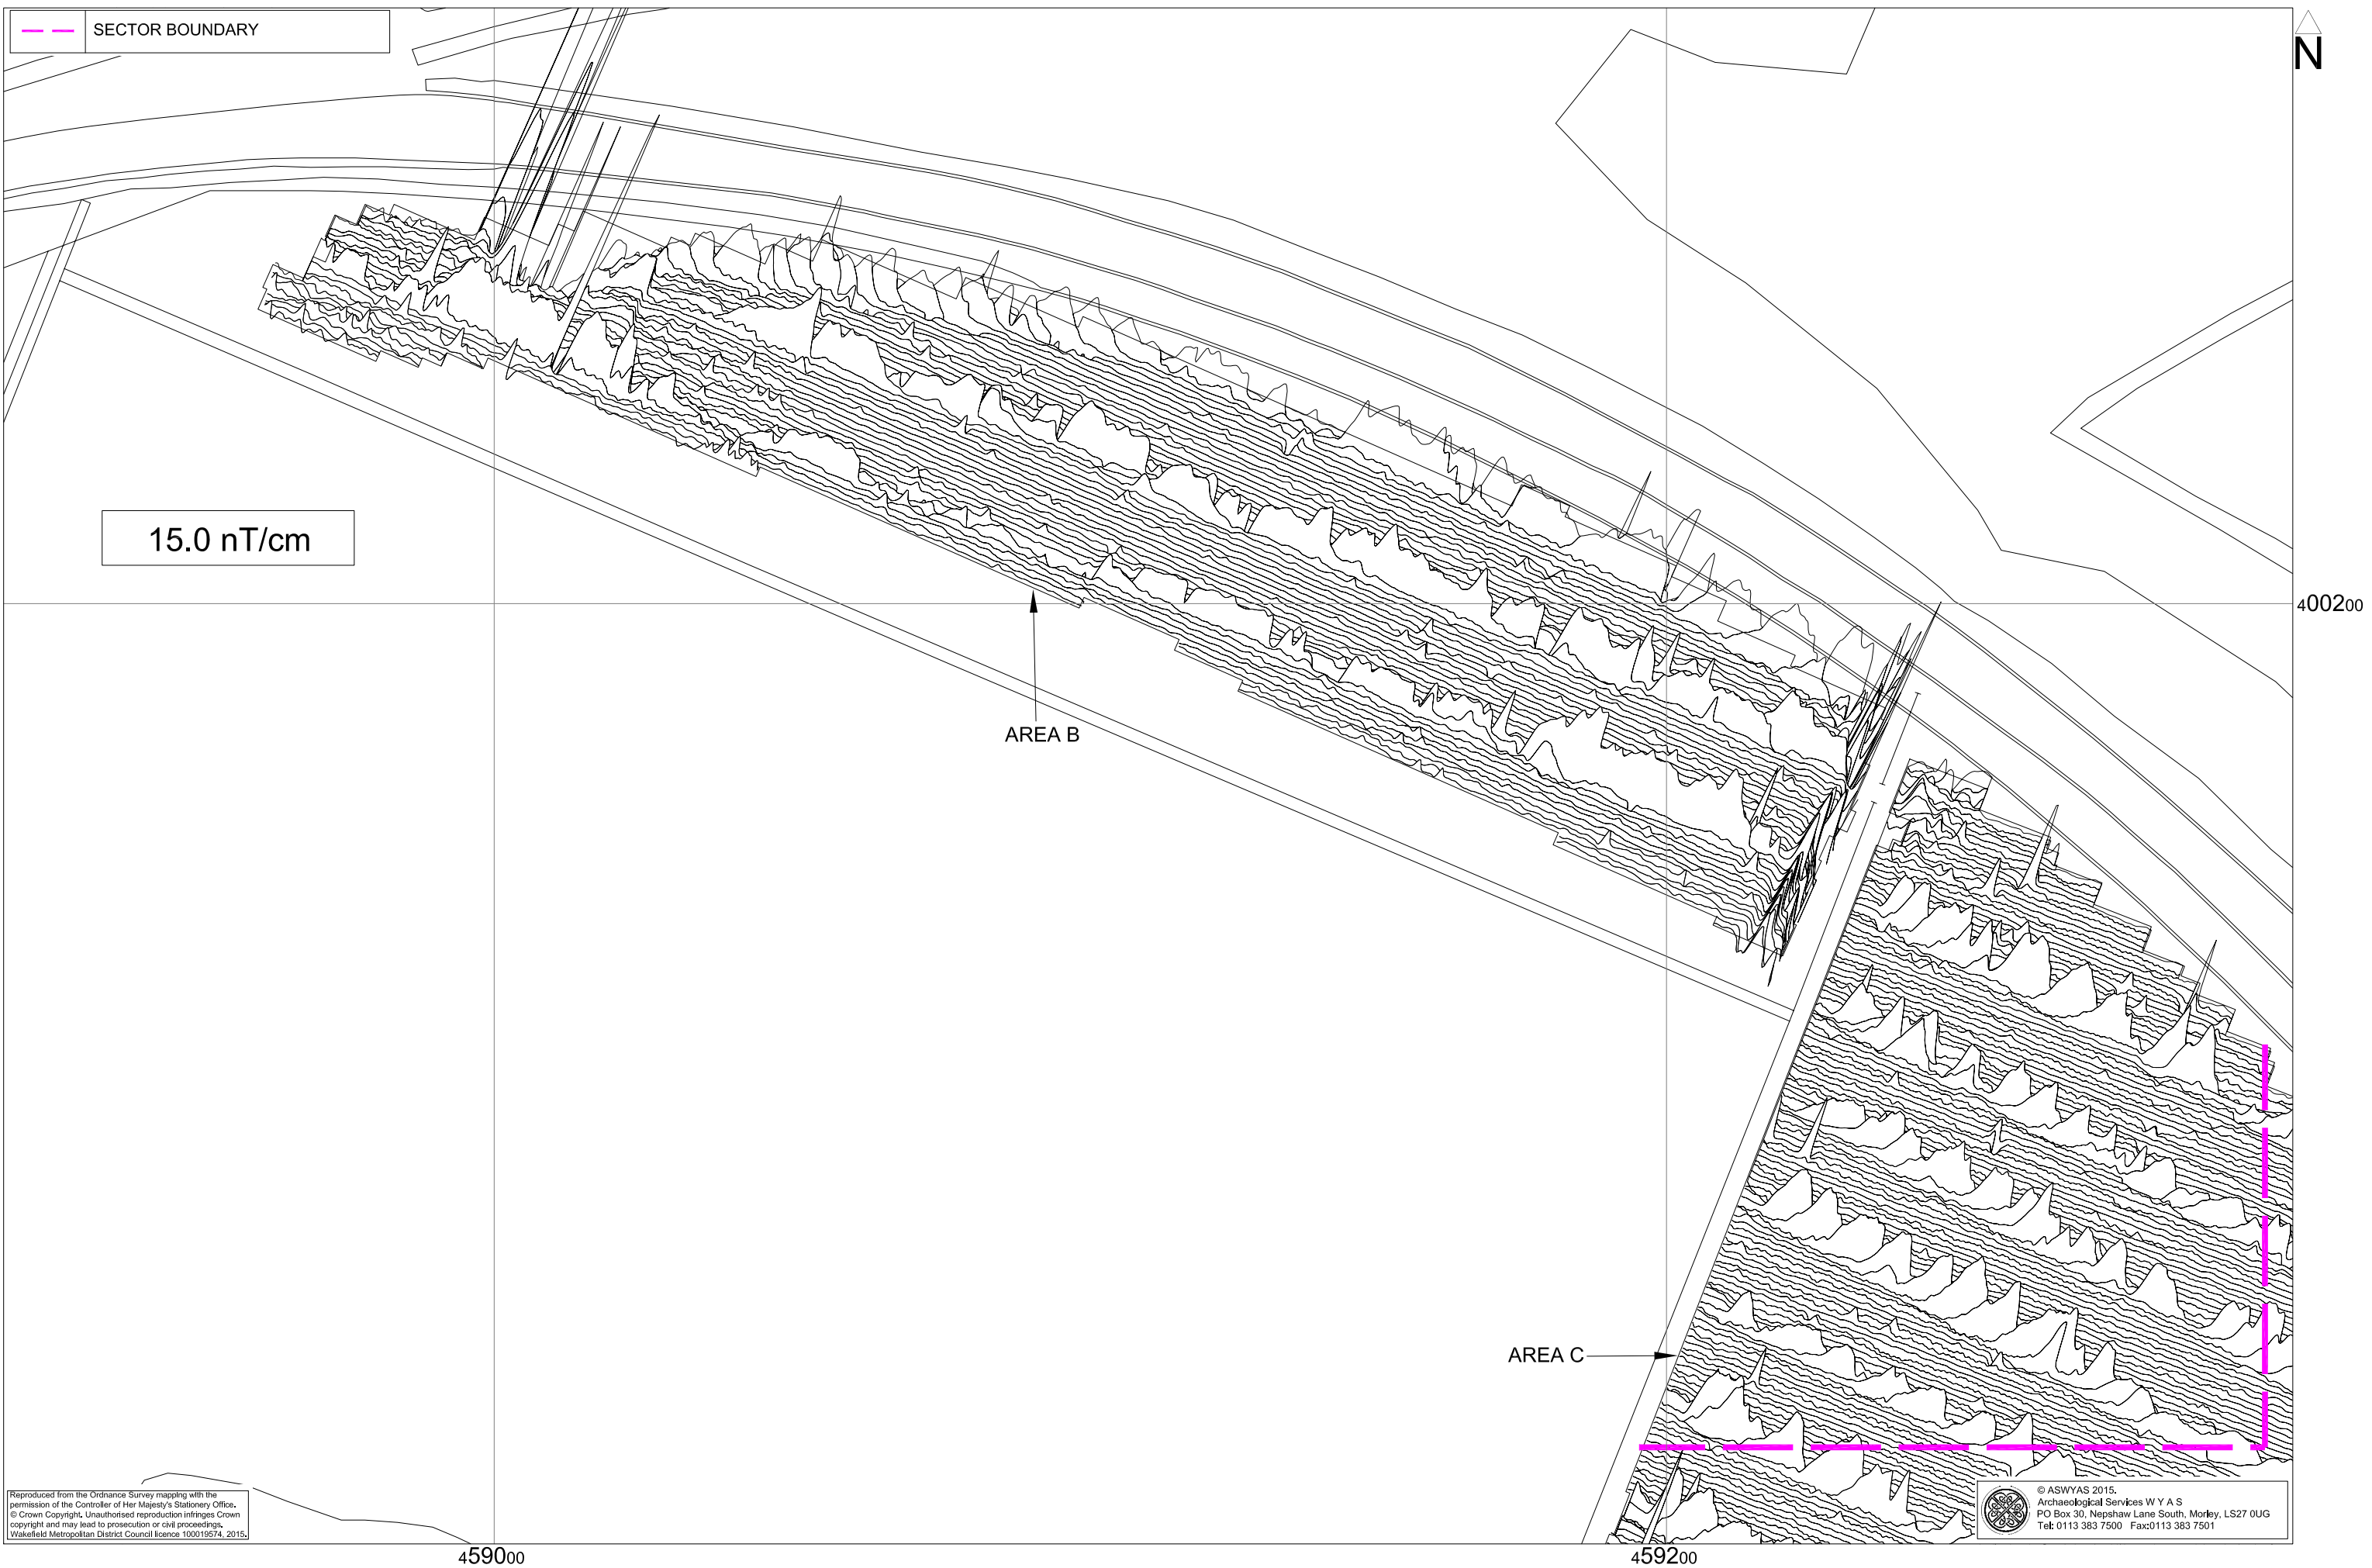 SECTOR BOUNDARY
N
15.0 nT/cm
400200
AREA B
AREA C
Reproduced from the Ordnance Survey mapping with the
permission of the Controller of Her Majesty's Stationery Office.
© Crown Copyright. Unauthorised reproduction infringes Crown
copyright and may lead to prosecution or civil proceedings.
Wakefield Metropolitan District Council licence 100019574, 2015.
© ASWYAS 2015.
Archaeological Services W Y A S
PO Box 30, Nepshaw Lane South, Morley, LS27 0UG
Tel: 0113 383 7500 Fax:0113 383 7501
459000
459200